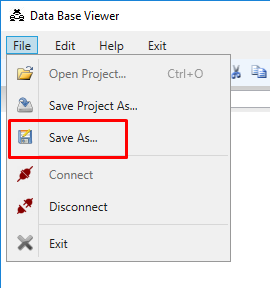 Data Base Viewer
File Edit Help Exit
Open Project... Ctrl+O
Save Project As...
Save As...
Connect
Disconnect
Exit